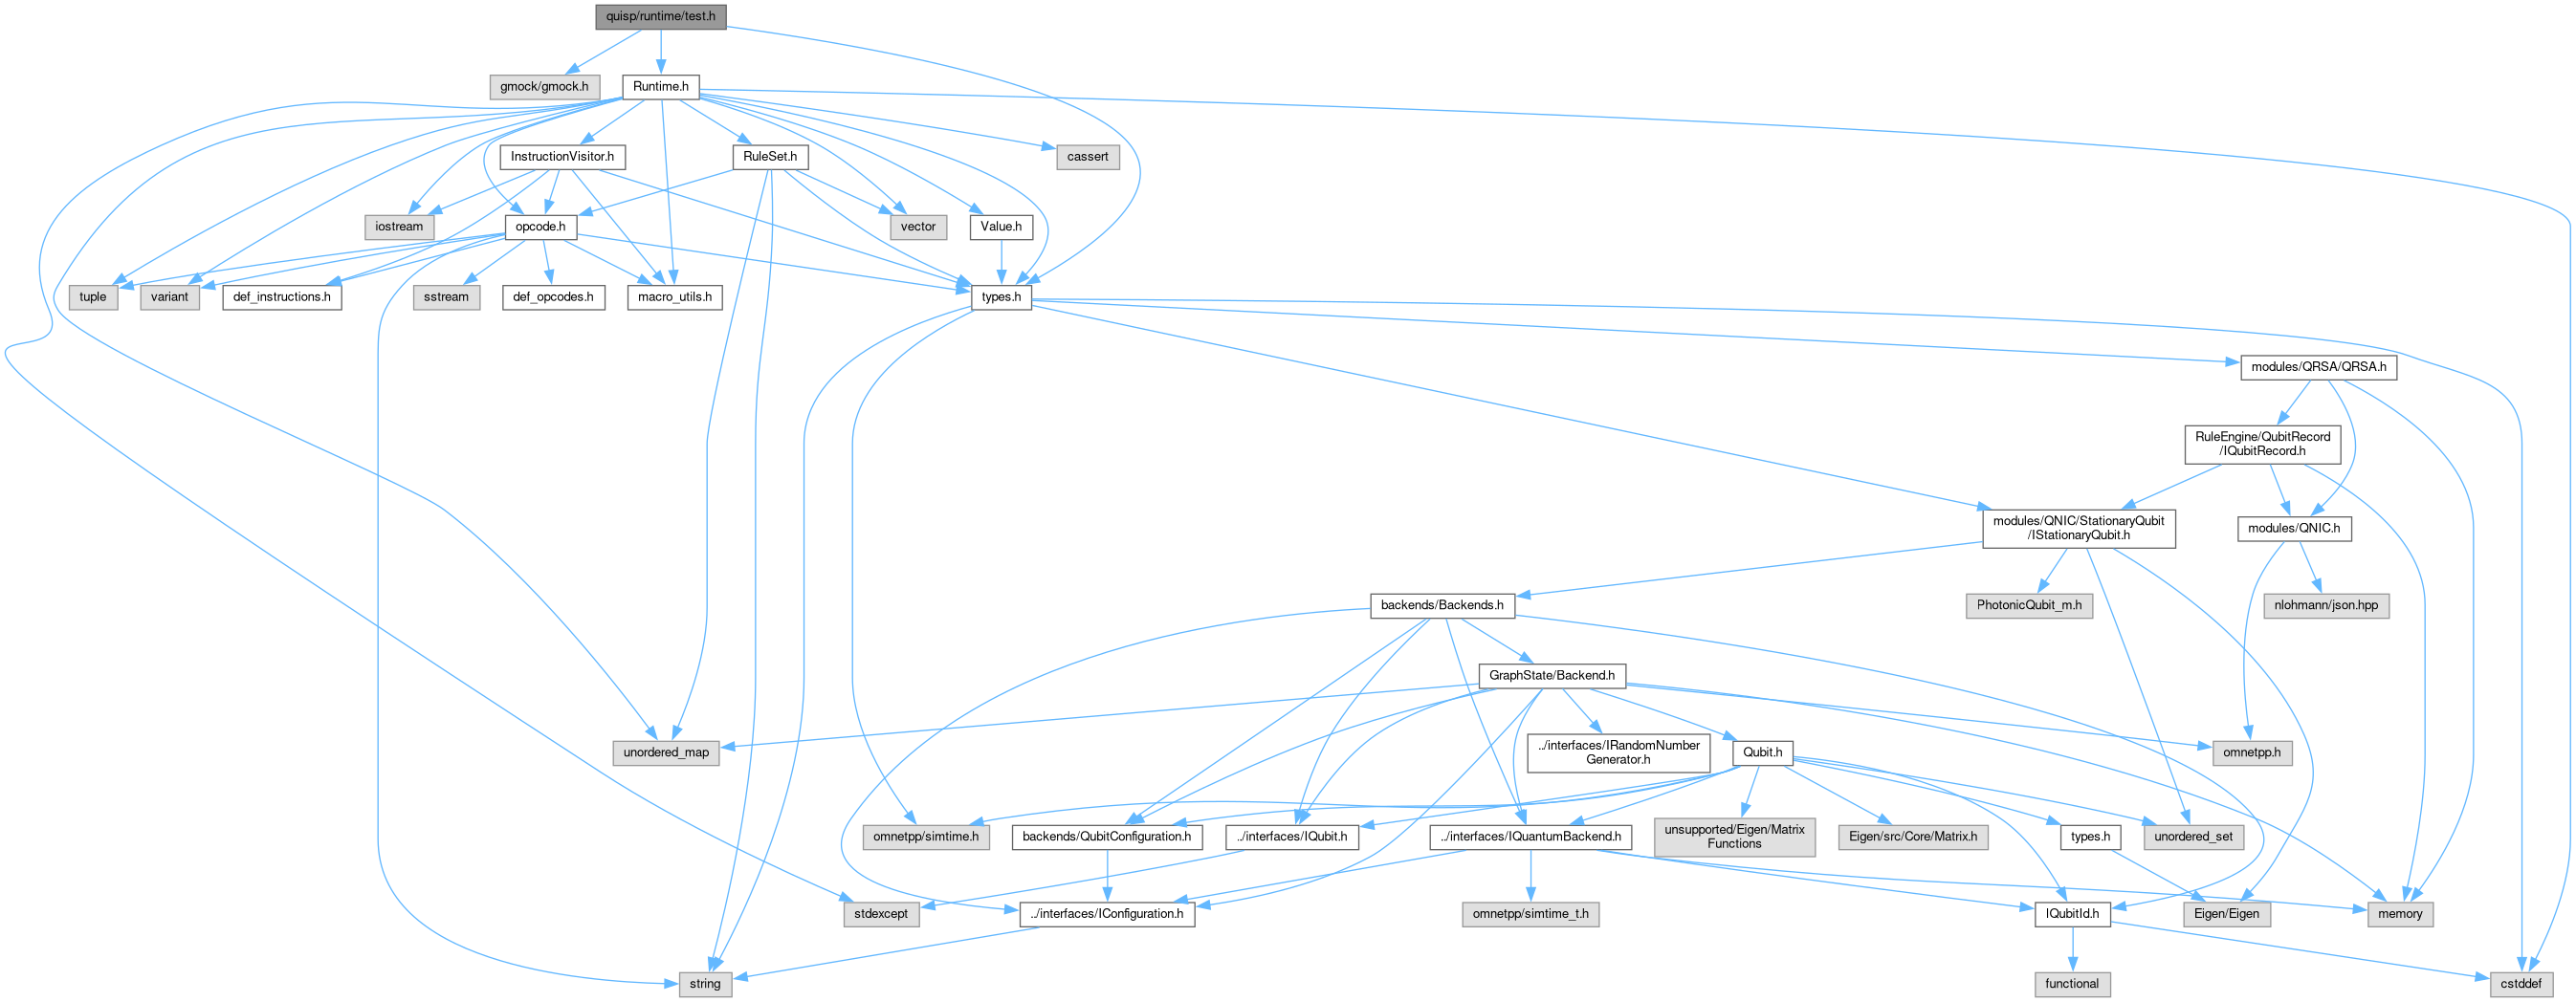 quisp/runtime/test.h
gmock/gmock.h
Runtime.h
InstructionVisitor.h
RuleSet.h
cassert
iostream
opcode.h
vector
Value.h
tuple
variant
def_instructions.h
sstream
def_opcodes.h
macro_utils.h
types.h
modules/QRSA/QRSA.h
RuleEngine/QubitRecord
/IQubitRecord.h
modules/QNIC/StationaryQubit
/IStationaryQubit.h
modules/QNIC.h
backends/Backends.h
PhotonicQubit_m.h
nlohmann/json.hpp
GraphState/Backend.h
unordered_map
../interfaces/IRandomNumber
Generator.h
Qubit.h
omnetpp.h
omnetpp/simtime.h
backends/QubitConfiguration.h
../interfaces/IQubit.h
../interfaces/IQuantumBackend.h
unsupported/Eigen/Matrix
Functions
Eigen/src/Core/Matrix.h
types.h
unordered_set
stdexcept
../interfaces/IConfiguration.h
omnetpp/simtime_t.h
IQubitId.h
Eigen/Eigen
memory
string
functional
cstddef